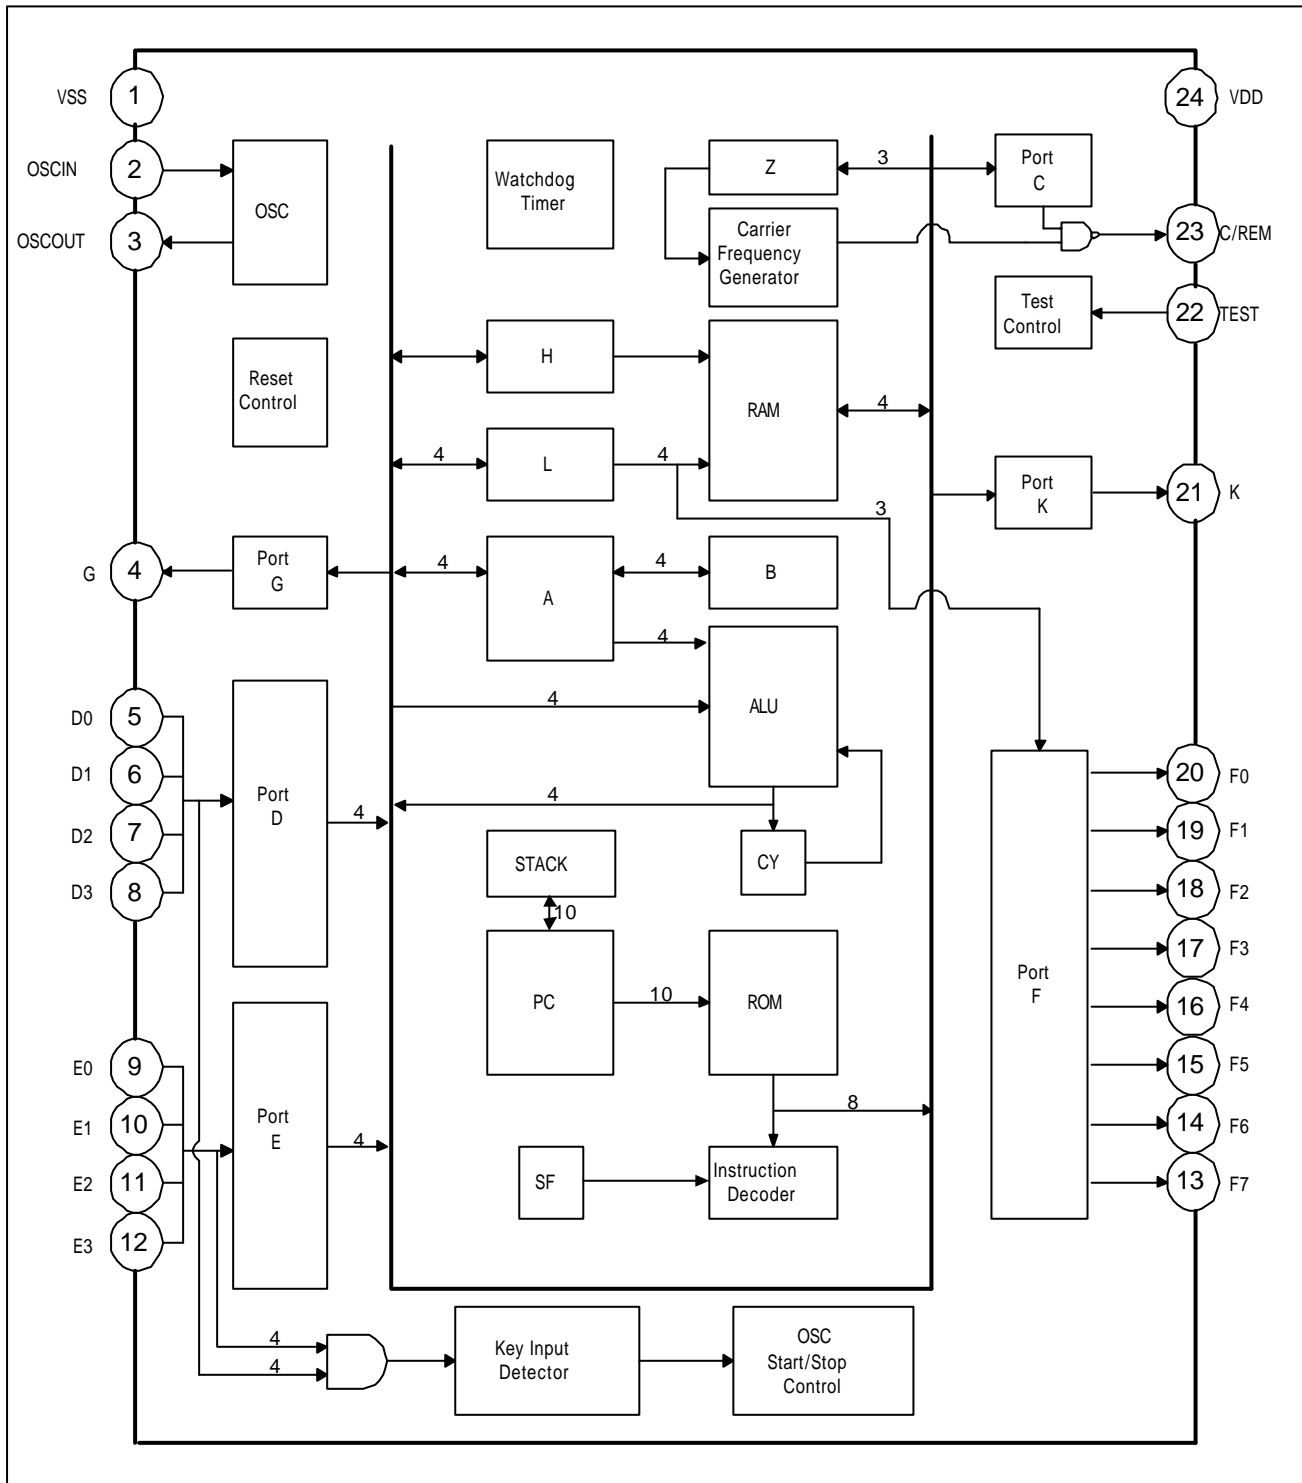 VSS
1
24
VDD
OSCIN
2
OSC
Watchdog
Timer
Z
3
Port
C
OSCOUT
3
Carrier
Frequency
Generator
23
C/REM
Reset
Control
H
RAM
4
Test
Control
22
TEST
4
L
4
3
Port
K
21
K
G
4
Port
G
4
A
4
B
4
D0
5
D1
6
D2
7
D3
8
Port
D
4
4
ALU
4
CY
STACK
10
PC
10
ROM
8
SF
Instruction
Decoder
E0
9
E1
10
E2
11
E3
12
Port
E
4
Port
F
20
F0
19
F1
18
F2
17
F3
16
F4
15
F5
14
F6
13
F7
4
4
Key Input
Detector
OSC
Start/Stop
Control